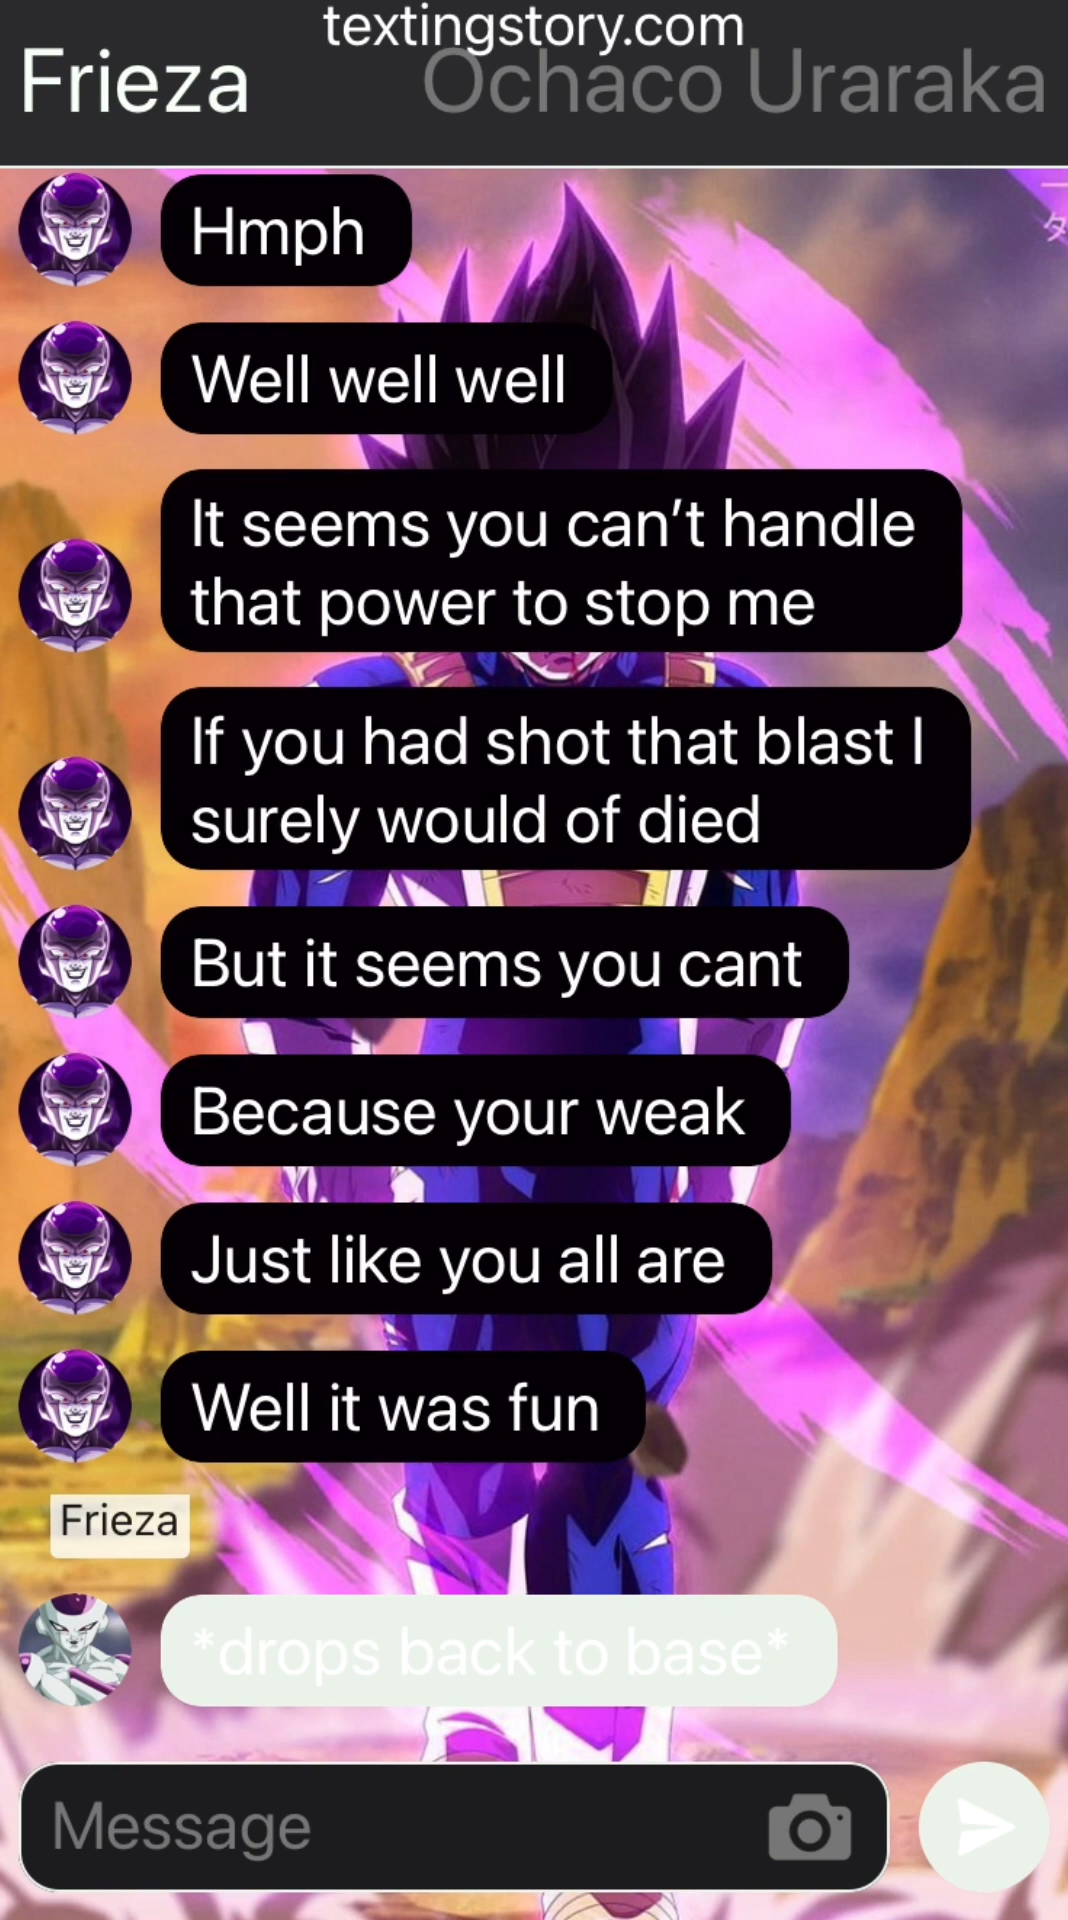 textingstory.com
Frieza Ochaco Uraraka
Hmph
Well well well
It seems you can’t handle
that power to stop me
If you had shot that blast I
surely would of died
But it seems you cant
Because your weak
Just like you all are
Well it was fun
Frieza
*drops back to base*
Message